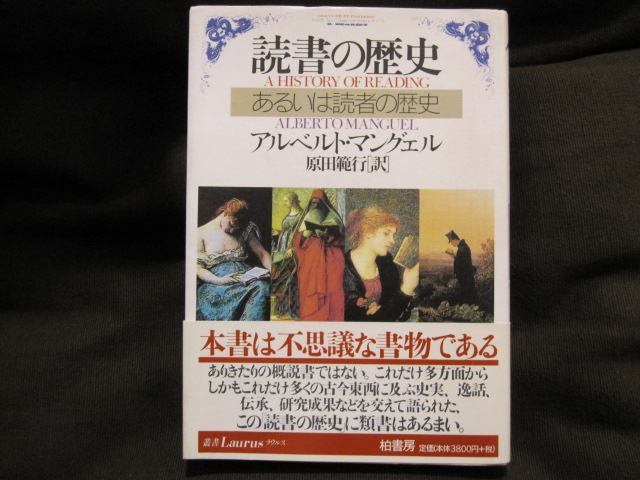 読書の歴史
A HISTORY OF READING
あるいは読者の歴史
ALBERTO MANGUEL
アルベルト・マングェル
原田範行[訳]
本書は不思議な書物である
ありきたりの概説書ではない。これだけ多方面から
しかもこれだけ多くの古今東西に及ぶ史実、逸話、
伝承、研究成果などを交えて語られた、
この「読書の歴史」に類書はあるまい。
叢書Laurusラウルス
柏書房 定価(本体3800円+税)